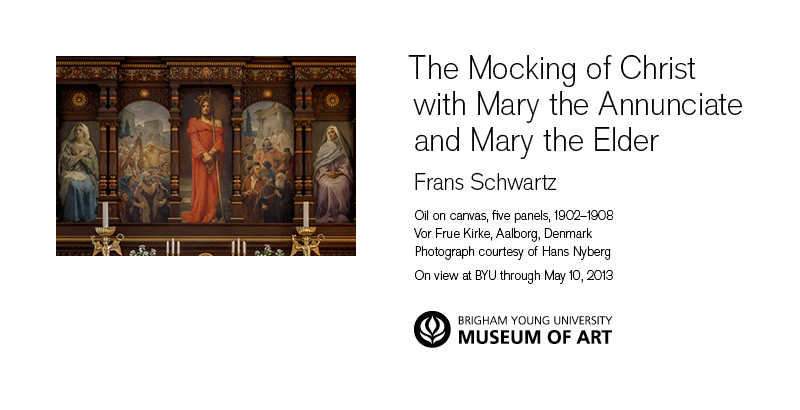 The Mocking of Christ
with Mary the Annunciate
and Mary the Elder
Frans Schwartz
Oil on canvas, five panels, 1902–1908
Vor Frue Kirke, Aalborg, Denmark
Photograph courtesy of Hans Nyberg
On view at BYU through May 10, 2013
BRIGHAM YOUNG UNIVERSITY
MUSEUM OF ART